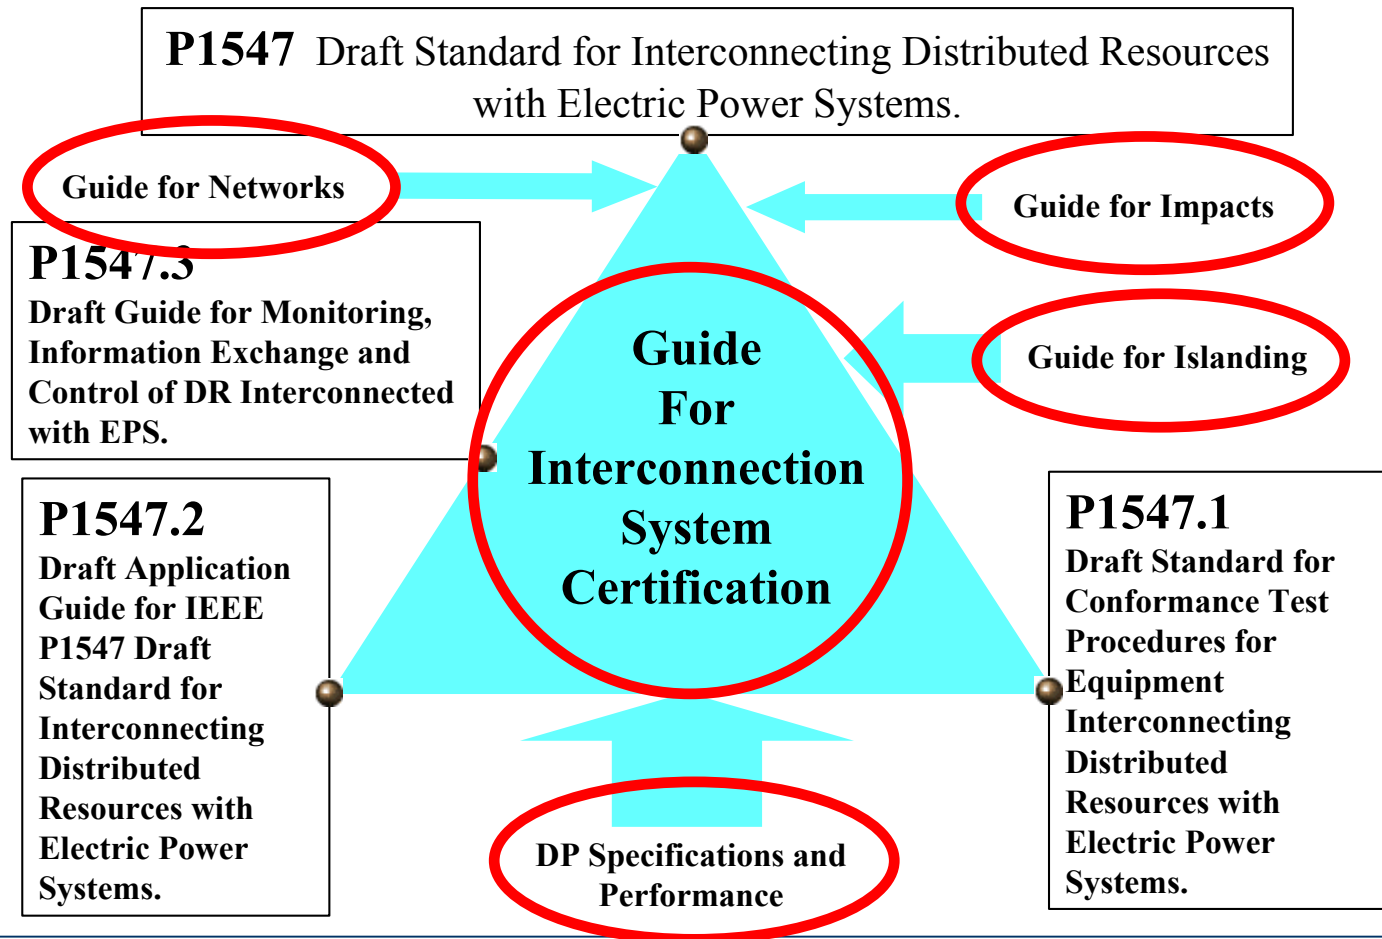 P1547 Draft Standard for Interconnecting Distributed Resources
with Electric Power Systems.
Guide for Networks
Guide for Impacts
P1547.3
Draft Guide for Monitoring,
Information Exchange and
Control of DR Interconnected
with EPS.
Guide for Islanding
Guide
For
Interconnection
System
Certification
P1547.2
Draft Application
Guide for IEEE
P1547 Draft
Standard for
Interconnecting
Distributed
Resources with
Electric Power
Systems.
P1547.1
Draft Standard for
Conformance Test
Procedures for
Equipment
Interconnecting
Distributed
Resources with
Electric Power
Systems.
DP Specifications and
Performance